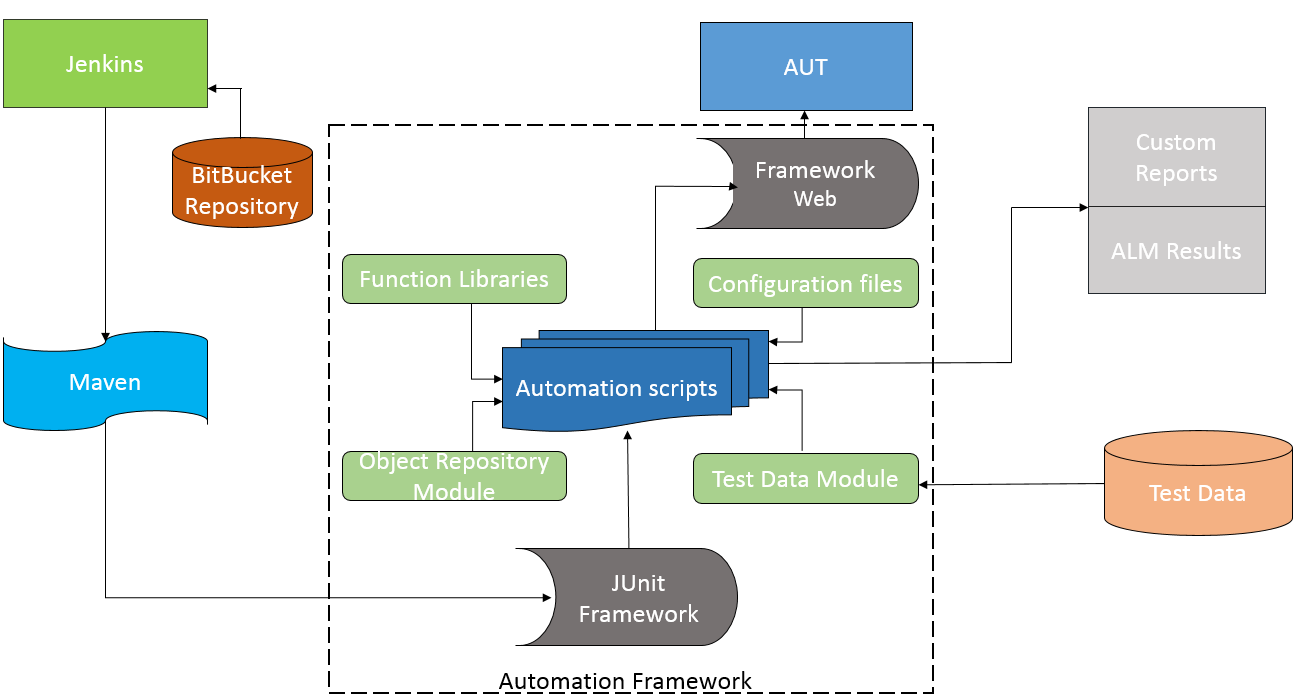 Jenkins
AUT
BitBucket
Repository
Framework
Web
Custom
Reports
ALM Results
Function Libraries
Configuration files
Maven
Automation scripts
Object Repository
Module
Test Data Module
Test Data
JUnit
Framework
Automation Framework